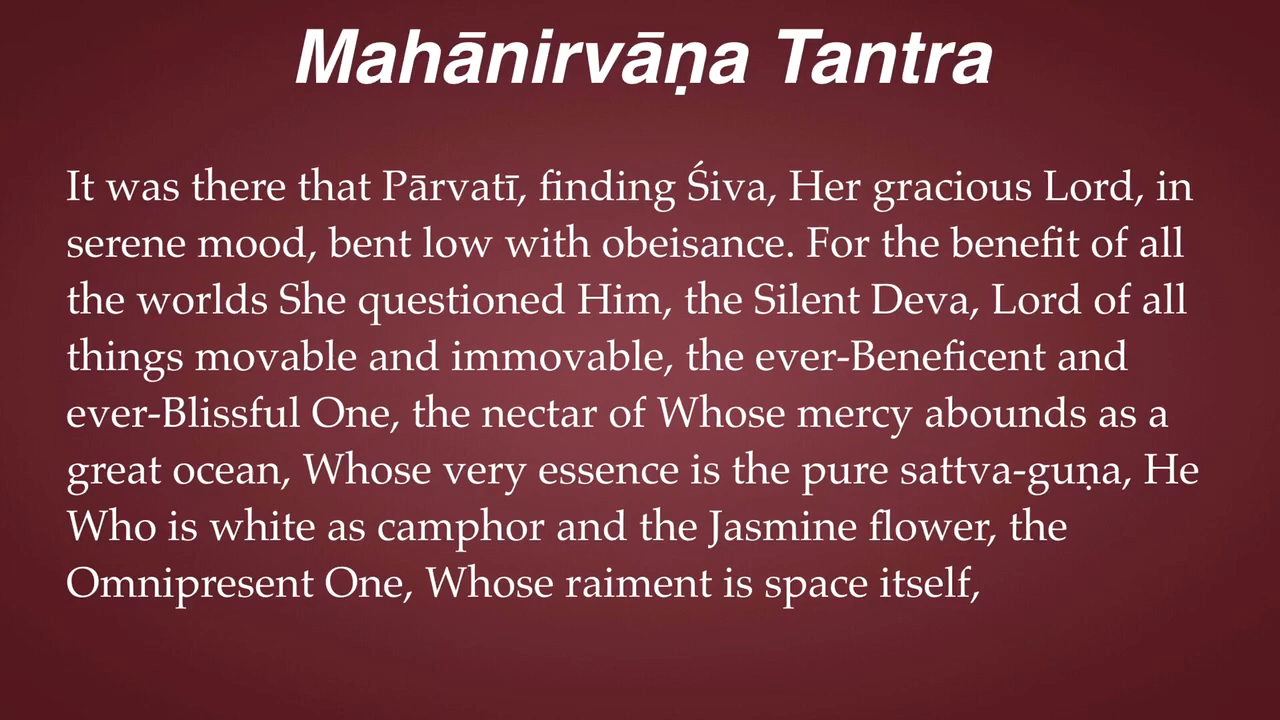 Mahānirvāṇa Tantra
It was there that Pārvatī, finding Śiva, Her gracious Lord, in
serene mood, bent low with obeisance. For the benefit of all
the worlds She questioned Him, the Silent Deva, Lord of all
things movable and immovable, the ever-Beneficent and
ever-Blissful One, the nectar of Whose mercy abounds as a
great ocean, Whose very essence is the pure sattva-guṇa, He
Who is white as camphor and the Jasmine flower, the
Omnipresent One, Whose raiment is space itself,